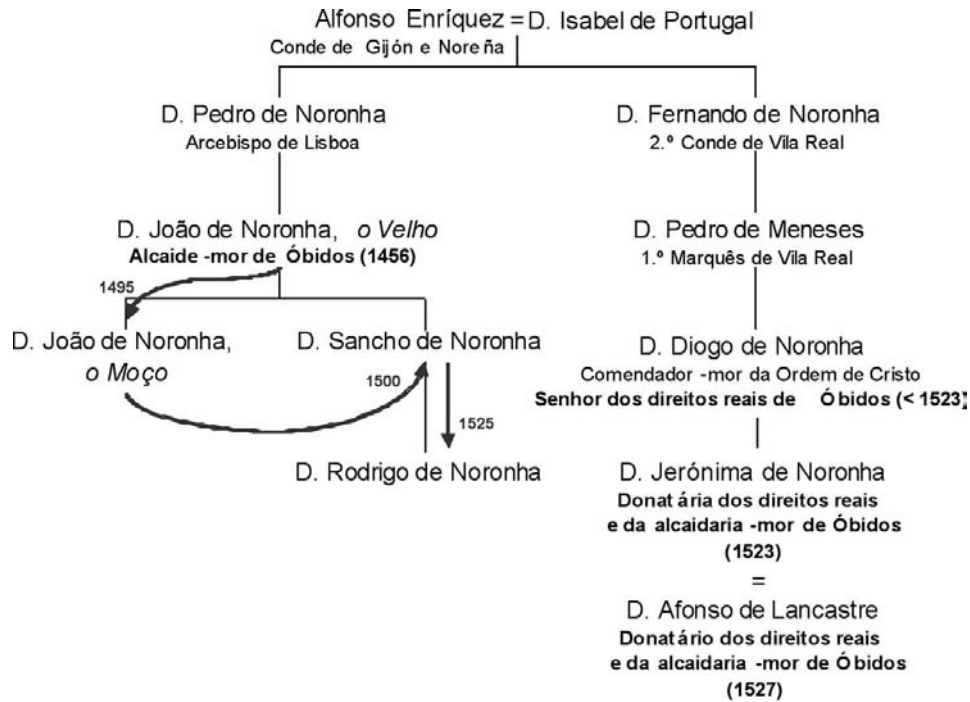 Alfonso Enríquez = D. Isabel de Portugal
Conde de Gijón e Noreña
D. Pedro de Noronha
Arcebispo de Lisboa
D. Fernando de Noronha
2.º Conde de Vila Real
D. João de Noronha, o Velho
Alcaide -mor de Óbidos (1456)
D. Pedro de Meneses
1.º Marquês de Vila Real
1495
D. João de Noronha,
o Moço
D. Sancho de Noronha
1500
1525
D. Rodrigo de Noronha
D. Diogo de Noronha
Comendador -mor da Ordem de Cristo
Senhor dos direitos reais de Óbidos (< 1523)
D. Jerónima de Noronha
Donat ária dos direitos reais
e da alcaidaria -mor de Óbidos
(1523)
=
D. Afonso de Lancastre
Donatário dos direitos reais
e da alcaidaria -mor de Óbidos
(1527)